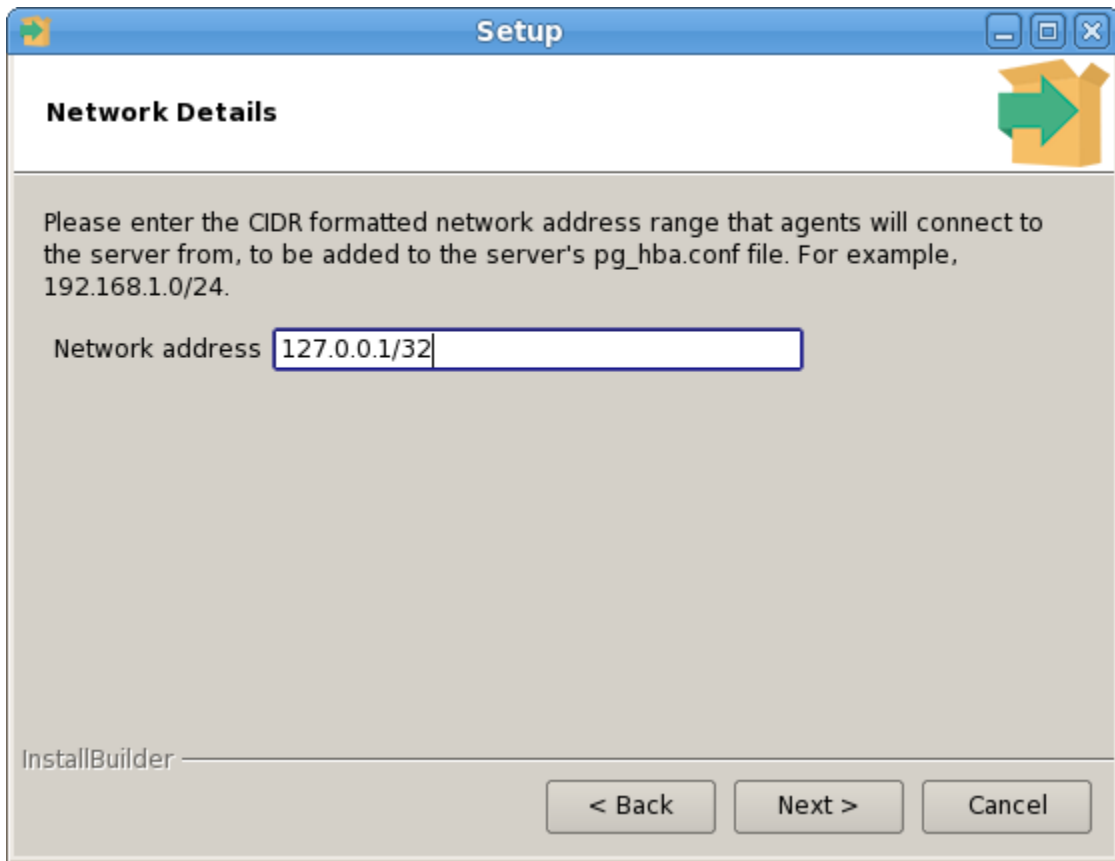 Setup
Network Details
Please enter the CIDR formatted network address range that agents will connect to
the server from, to be added to the server's pg_hba.conf file. For example,
192.168.1.0/24.
Network address 127.0.0.1/32
InstallBuilder
< Back Next > Cancel